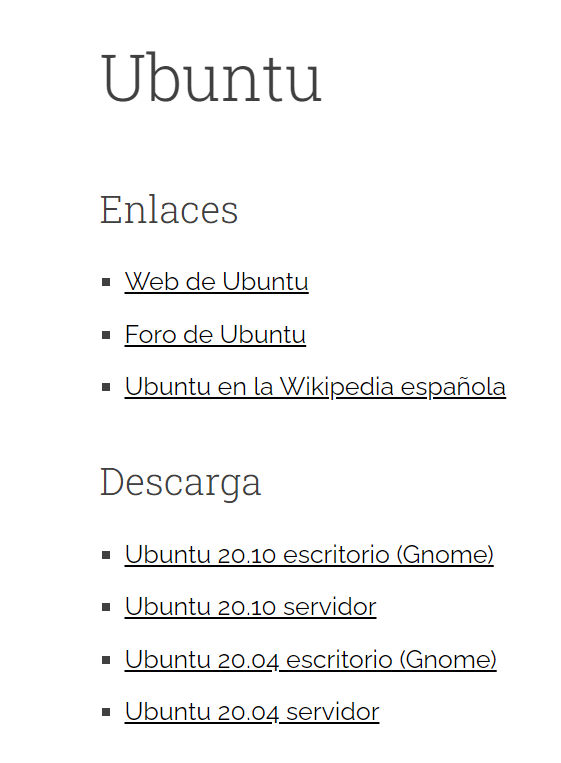 Ubuntu
Enlaces
Web de Ubuntu
Foro de Ubuntu
Ubuntu en la Wikipedia española
Descarga
Ubuntu 20.10 escritorio (Gnome)
Ubuntu 20.10 servidor
Ubuntu 20.04 escritorio (Gnome)
Ubuntu 20.04 servidor